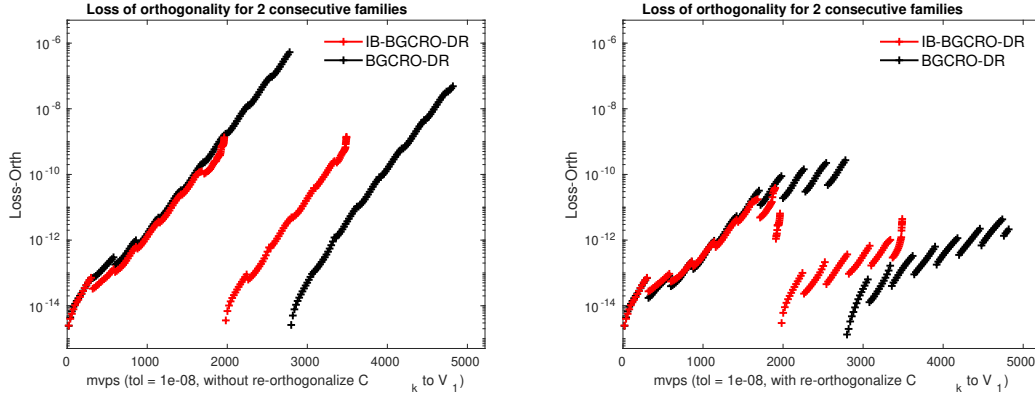 Loss of orthogonality for 2 consecutive families
10^-6
10^-8
10^-10
10^-12
10^-14
Loss-Orth
IB-BGCRO-DR
BGCRO-DR
0 1000 2000 3000 4000 5000
mvps (tol = 1e-08, without re-orthogonalize C_k to V_1)
Loss of orthogonality for 2 consecutive families
10^-6
10^-8
10^-10
10^-12
10^-14
Loss-Orth
IB-BGCRO-DR
BGCRO-DR
0 1000 2000 3000 4000 5000
mvps (tol = 1e-08, with re-orthogonalize C_k to V_1)